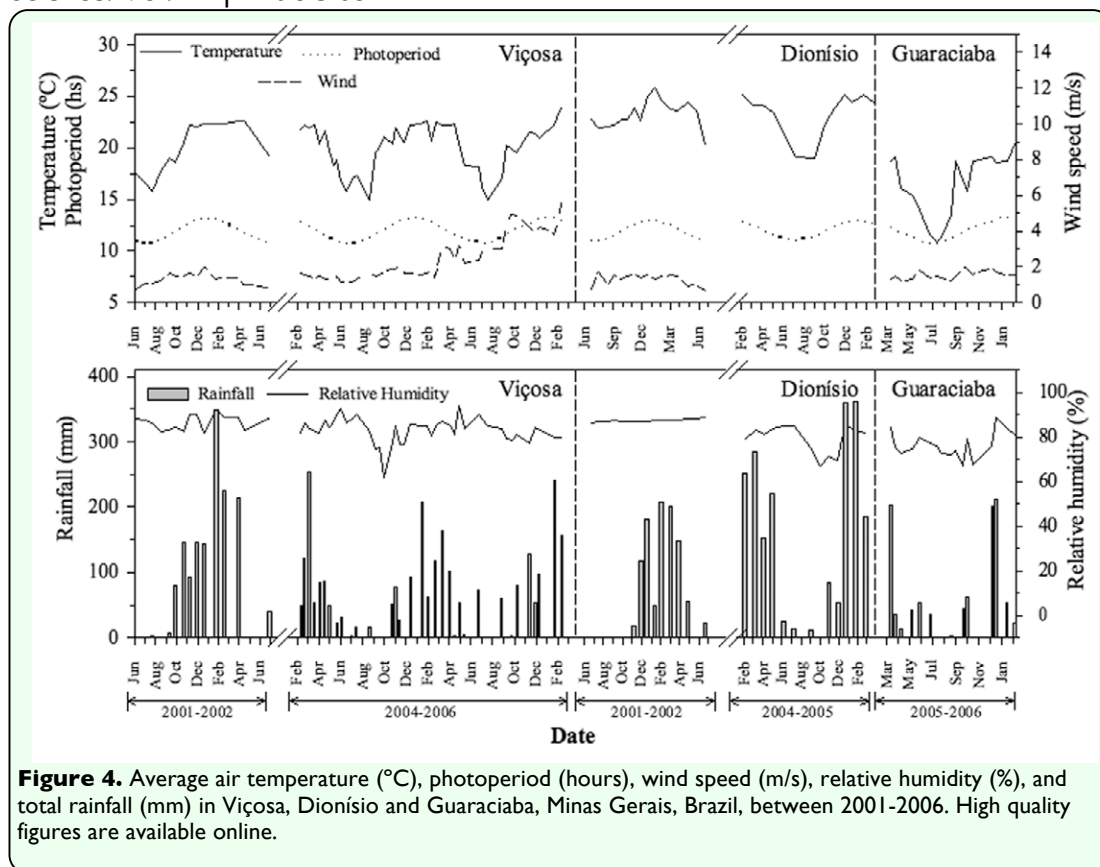 30
25
20
15
10
5
Temperature (ºC)
Photoperiod (hs)
Temperature
Photoperiod
Wind
Viçosa
Dionísio
Guaraciaba
14
12
10
8
6
4
2
0
Wind speed (m/s)
Jun Aug Oct Dec Feb Apr Jun Feb Apr Jun Aug Oct Dec Feb Apr Jun Aug Oct Dec Feb Jun Sep Dec Mar Jun Feb Apr Jun Aug Oct Dec Feb Mar May Jul Sep Nov Jan
400
300
200
100
0
Rainfall (mm)
Rainfall
Relative Humidity
Viçosa
Dionísio
Guaraciaba
100
80
60
40
20
0
Relative humidity (%)
Jun Aug Oct Dec Feb Apr Jun Feb Apr Jun Aug Oct Dec Feb Apr Jun Aug Oct Dec Feb Jun Sep Dec Mar Jun Feb Apr Jun Aug Oct Dec Feb Mar May Jul Sep Nov Jan
2001-2002 2004-2006 2001-2002 2004-2005 2005-2006
Date
Figure 4. Average air temperature (ºC), photoperiod (hours), wind speed (m/s), relative humidity (%), and
total rainfall (mm) in Viçosa, Dionísio and Guaraciaba, Minas Gerais, Brazil, between 2001-2006. High quality
figures are available online.